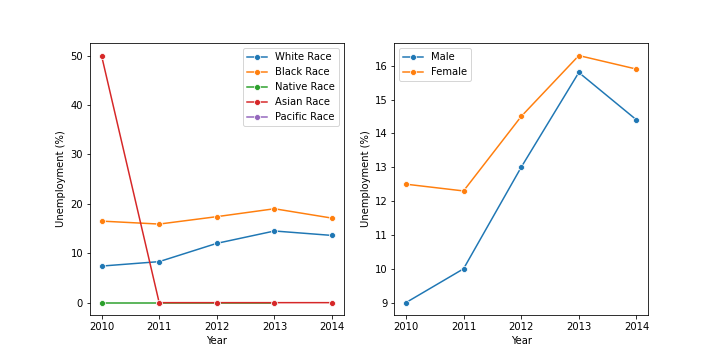 50
40
30
20
10
0
Unemployment (%)
2010 2011 2012 2013 2014
Year
White Race
Black Race
Native Race
Asian Race
Pacific Race
16
15
14
13
12
11
10
9
Unemployment (%)
2010 2011 2012 2013 2014
Year
Male
Female